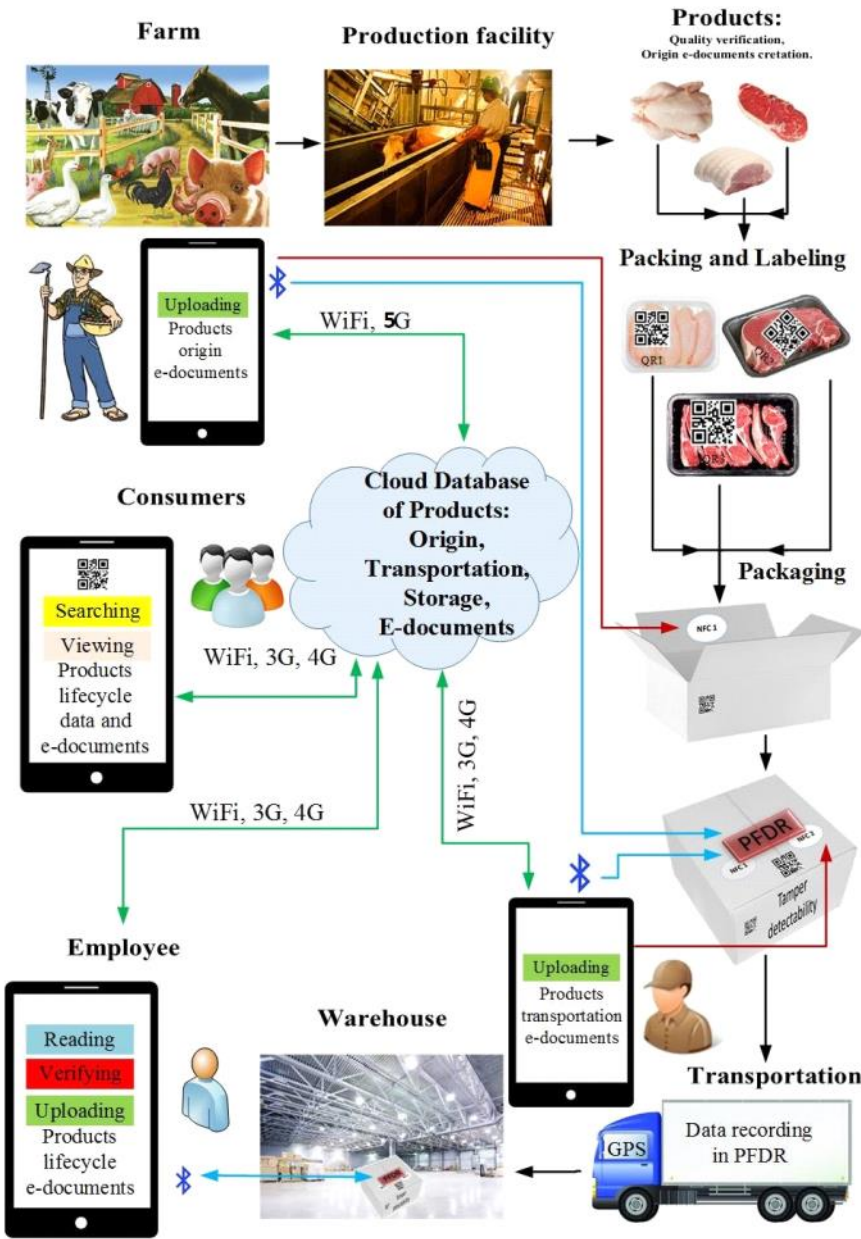 Farm
Production facility
Products:
Quality verification,
Origin e-documents cretation.
Packing and Labeling
QR1
Uploading
Products
origin
e-documents
WiFi, 5G
Cloud Database
of Products:
Origin,
Transportation,
Storage,
E-documents
Consumers
Searching
Viewing
Products
lifecycle
data and
e-documents
WiFi, 3G, 4G
WiFi, 3G, 4G
WiFi, 3G, 4G
Packaging
NFC 1
PFDR
NFC 1
NFC 2
Tamper
detectability
Employee
Reading
Verifying
Uploading
Products
lifecycle
e-documents
Warehouse
PFDR
Uploading
Products
transportation
e-documents
Transportation
GPS
Data recording
in PFDR